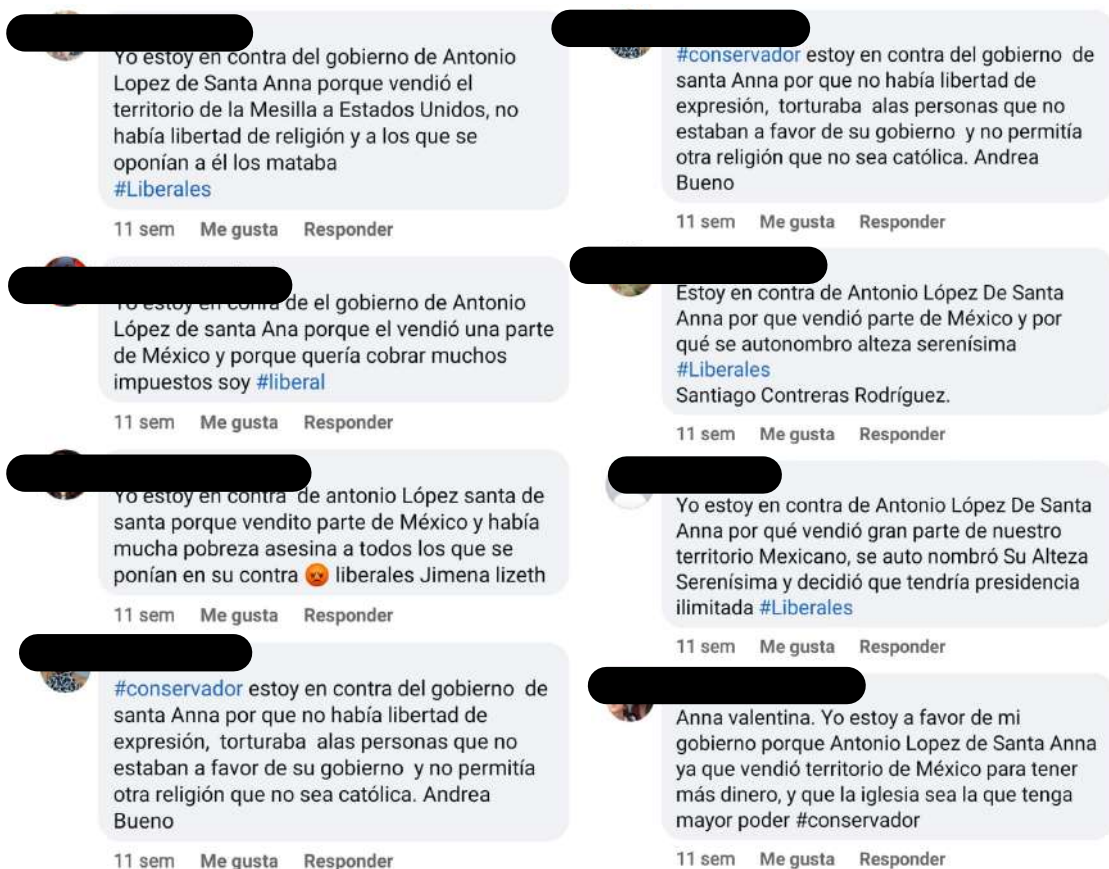 Yo estoy en contra del gobierno de Antonio
Lopez de Santa Anna porque vendió el
territorio de la Mesilla a Estados Unidos, no
había libertad de religión y a los que se
oponían a él los mataba
#Liberales
11 sem Me gusta Responder
Yo estoy en conra de el gobierno de Antonio
López de santa Ana porque el vendió una parte
de México y porque quería cobrar muchos
impuestos soy #liberal
11 sem Me gusta Responder
Yo estoy en contra de antonio López santa de
santa porque vendito parte de México y había
mucha pobreza asesina a todos los que se
ponían en su contra 😡 liberales Jimena lizeth
11 sem Me gusta Responder
#conservador estoy en contra del gobierno de
santa Anna por que no había libertad de
expresión, torturaba alas personas que no
estaban a favor de su gobierno y no permitía
otra religión que no sea católica. Andrea
Bueno
11 sem Me gusta Responder
#conservador estoy en contra del gobierno de
santa Anna por que no había libertad de
expresión, torturaba alas personas que no
estaban a favor de su gobierno y no permitía
otra religión que no sea católica. Andrea
Bueno
11 sem Me gusta Responder
Estoy en contra de Antonio López De Santa
Anna por que vendió parte de México y por
qué se autonombro alteza serenísima
#Liberales
Santiago Contreras Rodríguez.
11 sem Me gusta Responder
Yo estoy en contra de Antonio López De Santa
Anna por qué vendió gran parte de nuestro
territorio Mexicano, se auto nombró Su Alteza
Serenísima y decidió que tendría presidencia
ilimitada #Liberales
11 sem Me gusta Responder
Anna valentina. Yo estoy a favor de mi
gobierno porque Antonio Lopez de Santa Anna
ya que vendió territorio de México para tener
más dinero, y que la iglesia sea la que tenga
mayor poder #conservador
11 sem Me gusta Responder